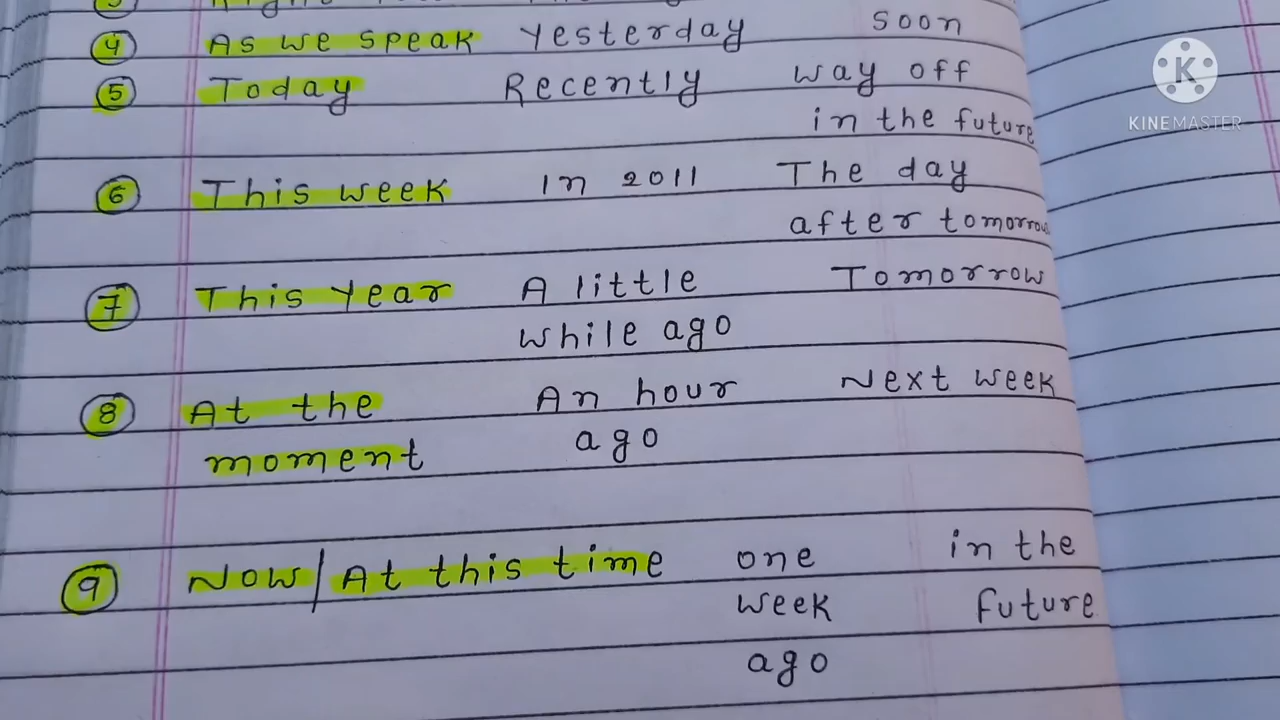 ④ As we speak Yesterday soon
⑤ Today Recently way off
in the future
⑥ This week In 2011 The day
after tomorrow
⑦ This year A little Tomorrow
while ago
⑧ At the An hour Next week
moment ago
⑨ Now/At this time one in the
week future
ago
KINEMASTER